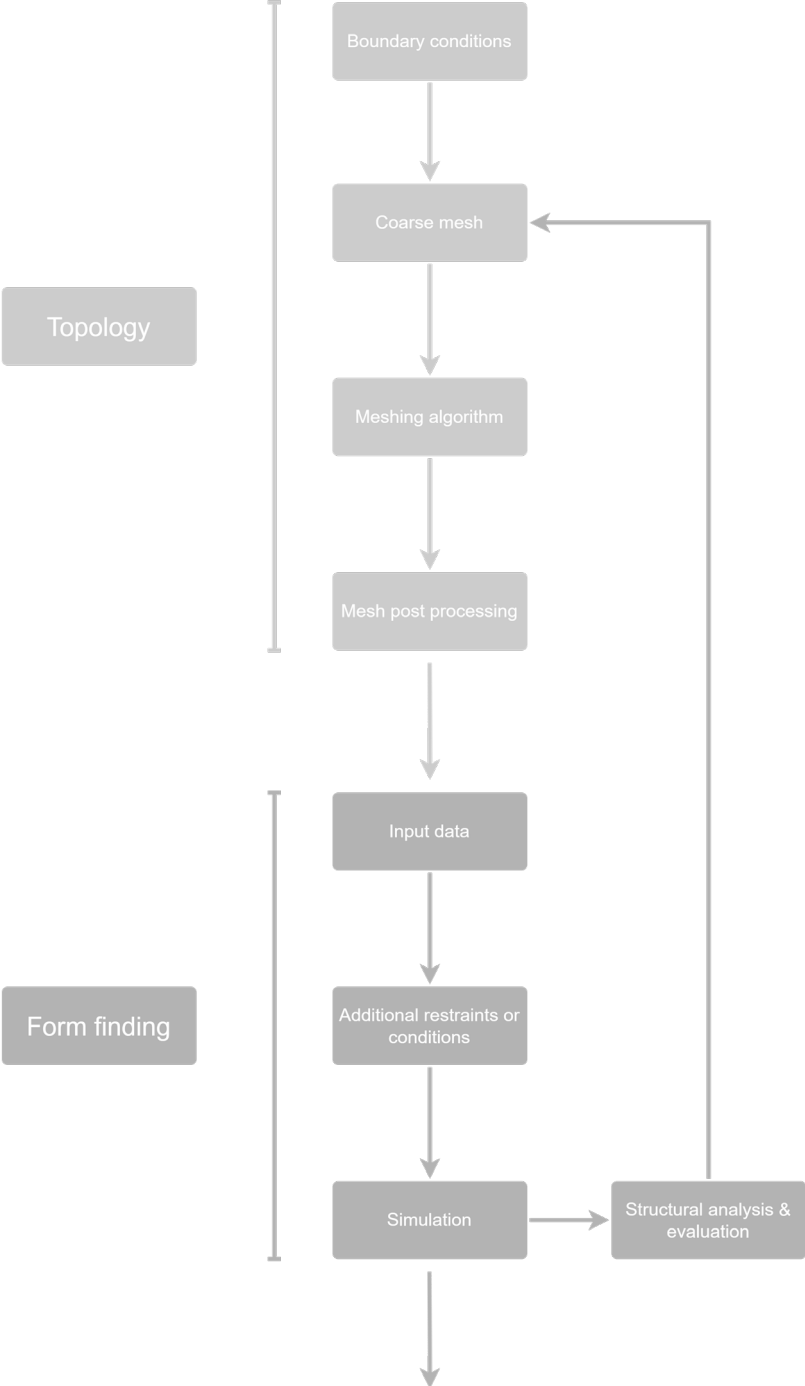 Boundary conditions
Coarse mesh
Topology
Meshing algorithm
Mesh post processing
Input data
Additional restraints or
conditions
Form finding
Simulation
Structural analysis &
evaluation